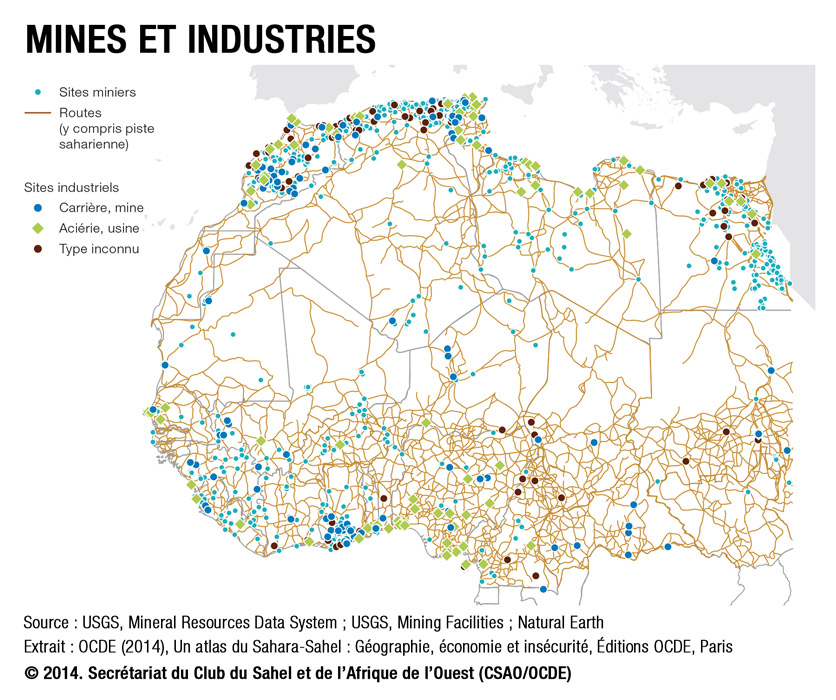 MINES ET INDUSTRIES
Sites miniers
Routes
(y compris piste
saharienne)
Sites industriels
Carrière, mine
Aciérie, usine
Type inconnu
Source : USGS, Mineral Resources Data System ; USGS, Mining Facilities ; Natural Earth
Extrait : OCDE (2014), Un atlas du Sahara-Sahel : Géographie, économie et insécurité, Éditions OCDE, Paris
© 2014. Secrétariat du Club du Sahel et de l'Afrique de l'Ouest (CSAO/OCDE)